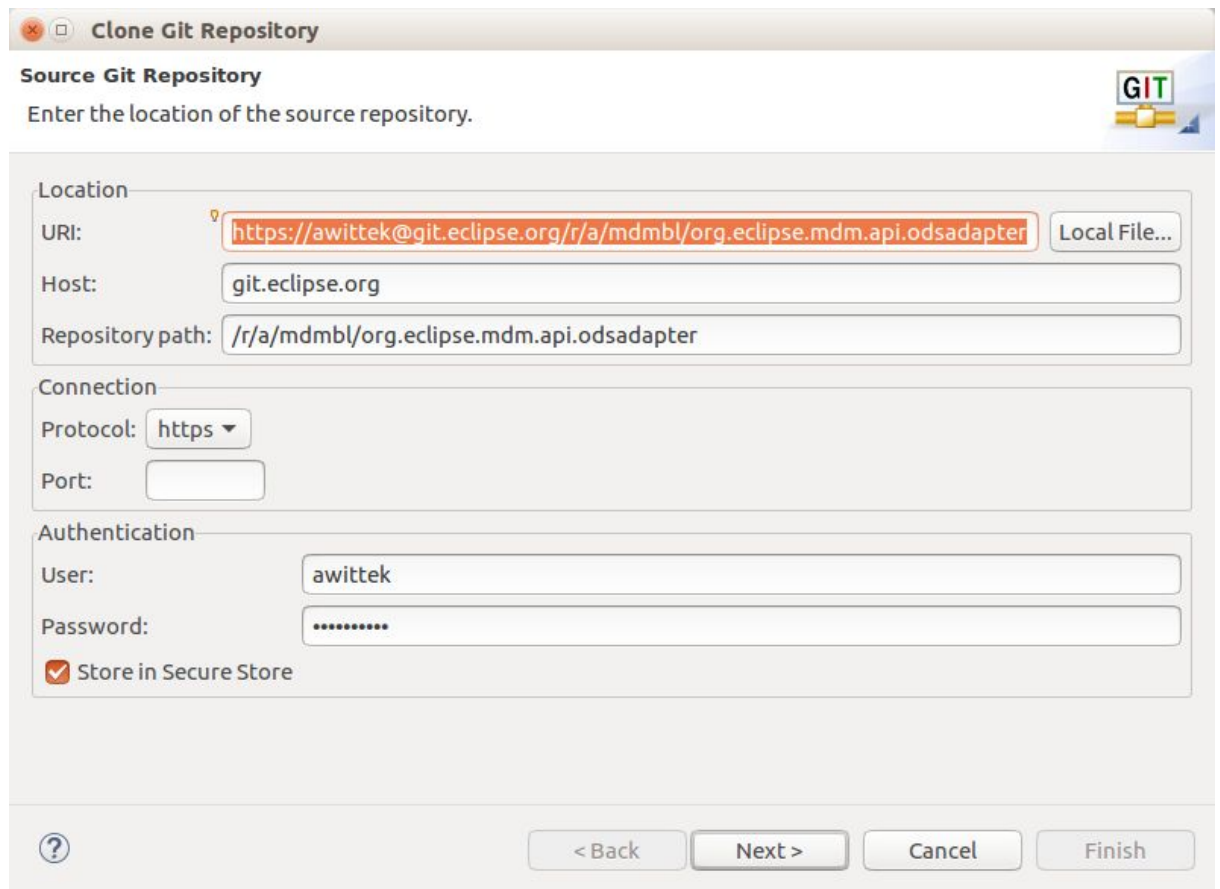 Clone Git Repository
Source Git Repository
Enter the location of the source repository.
GIT
Location
URI: https://awittek@git.eclipse.org/r/a/mdmbl/org.eclipse.mdm.api.odsadapter Local File...
Host: git.eclipse.org
Repository path: /r/a/mdmbl/org.eclipse.mdm.api.odsadapter
Connection
Protocol: https
Port:
Authentication
User: awittek
Password: ••••••••••
Store in Secure Store
? < Back Next > Cancel Finish